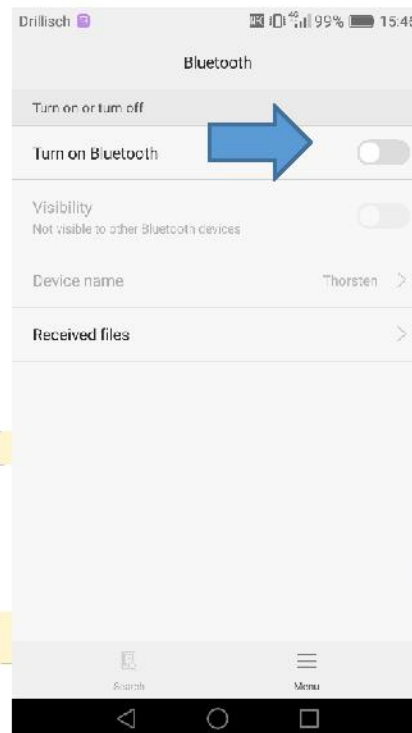 Drillisch 99% 15:45
Bluetooth
Turn on or turn off
Turn on Bluetooth
Visibility
Not visible to other Bluetooth devices
Device name Thorsten
Received files
Search Menu